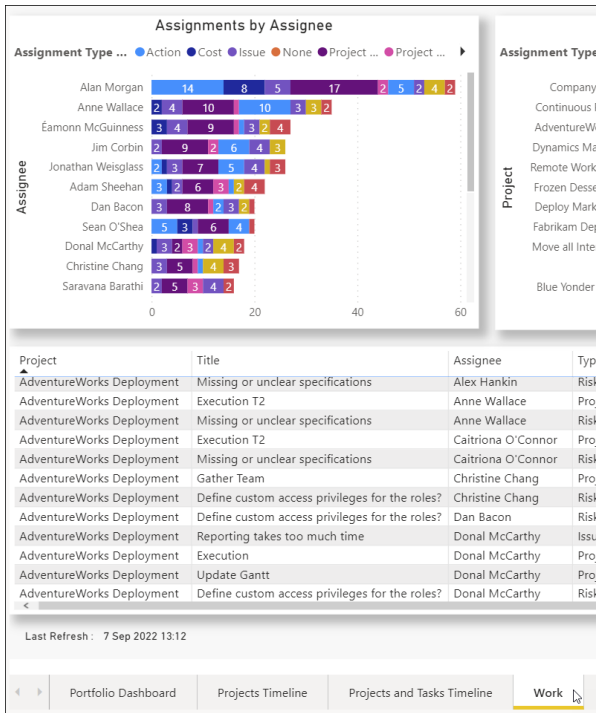 Assignments by Assignee
Assignment Type ... Action Cost Issue None Project ... Project ...
Assignee
Alan Morgan 14 8 5 17 2 5 2 4 2
Anne Wallace 2 4 10 10 3 3 2
Éamonn McGuinness 3 4 9 3 2 4
Jim Corbin 2 9 2 6 4 3
Jonathan Weisglass 2 3 7 5 4 3
Adam Sheehan 3 2 6 3 2 4
Dan Bacon 3 8 2 3 2
Sean O'Shea 5 3 6 4
Donal McCarthy 3 2 3 2 4 2
Christine Chang 3 5 4 3
Saravana Barathi 2 5 3 4 2
0 20 40 60
Assignment Type
Project
Company
Continuous
AdventureWo
Dynamics Ma
Remote Work
Frozen Desse
Deploy Mark
Fabrikam Dep
Move all Inte
Blue Yonder
Project Title Assignee Typ
AdventureWorks Deployment Missing or unclear specifications Alex Hankin Risk
AdventureWorks Deployment Execution T2 Anne Wallace Proj
AdventureWorks Deployment Missing or unclear specifications Anne Wallace Risk
AdventureWorks Deployment Execution T2 Caitriona O'Connor Proj
AdventureWorks Deployment Missing or unclear specifications Caitriona O'Connor Risk
AdventureWorks Deployment Gather Team Christine Chang Proj
AdventureWorks Deployment Define custom access privileges for the roles? Christine Chang Risk
AdventureWorks Deployment Define custom access privileges for the roles? Dan Bacon Risk
AdventureWorks Deployment Reporting takes too much time Donal McCarthy Issu
AdventureWorks Deployment Execution Donal McCarthy Proj
AdventureWorks Deployment Update Gantt Donal McCarthy Proj
AdventureWorks Deployment Define custom access privileges for the roles? Donal McCarthy Risk
Last Refresh : 7 Sep 2022 13:12
Portfolio Dashboard Projects Timeline Projects and Tasks Timeline Work